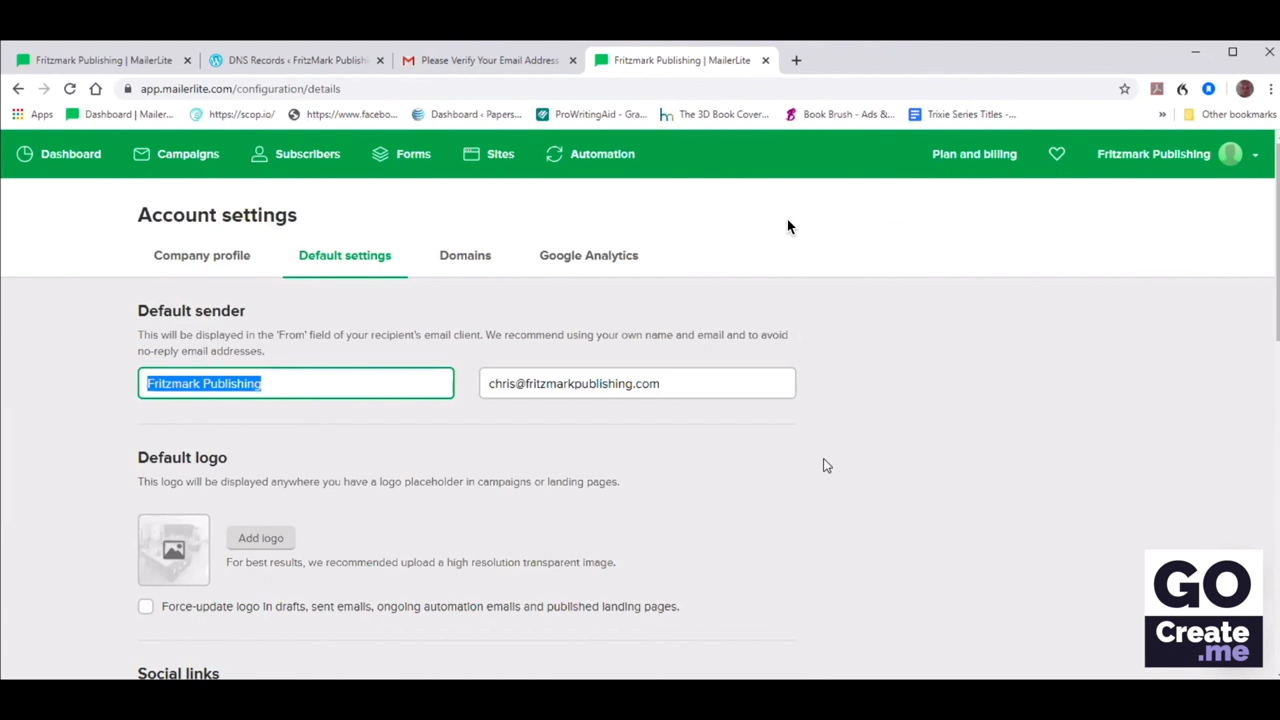 Fritzmark Publishing | MailerLite
DNS Records ‹ FritzMark Publish
Please Verify Your Email Address
Fritzmark Publishing | MailerLite
app.mailerlite.com/configuration/details
Apps
Dashboard | Mailer...
https://scop.io/
https://www.facebo...
Dashboard ‹ Papers...
ProWritingAid - Gra...
The 3D Book Cover...
Book Brush - Ads &...
Trixie Series Titles -...
»
Other bookmarks
Dashboard
Campaigns
Subscribers
Forms
Sites
Automation
Plan and billing
Fritzmark Publishing
Account settings
Company profile
Default settings
Domains
Google Analytics
Default sender
This will be displayed in the 'From' field of your recipient's email client. We recommend using your own name and email and to avoid
no-reply email addresses.
Fritzmark Publishing
chris@fritzmarkpublishing.com
Default logo
This logo will be displayed anywhere you have a logo placeholder in campaigns or landing pages.
Add logo
For best results, we recommended upload a high resolution transparent image.
Force-update logo in drafts, sent emails, ongoing automation emails and published landing pages.
GO
Create
.me
Social links